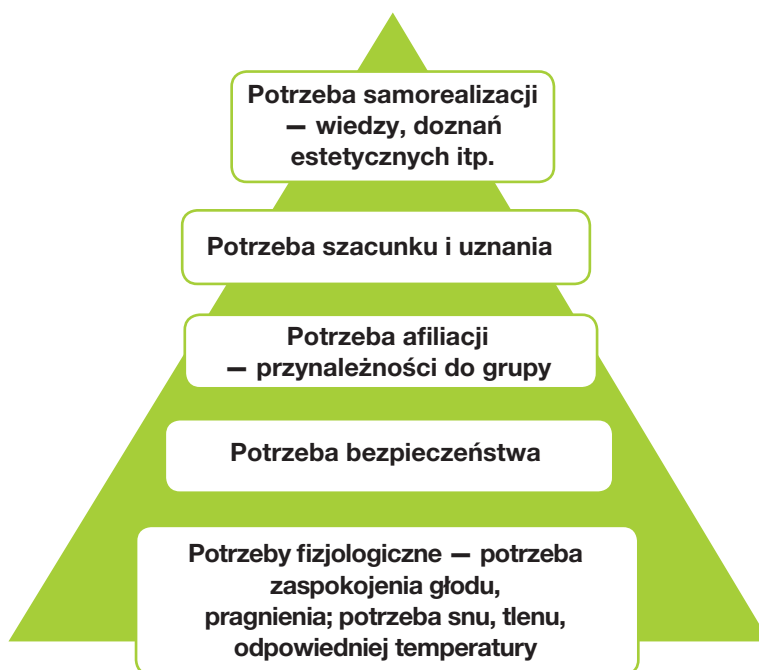 Potrzeba samorealizacji
— wiedzy, doznań
estetycznych itp.
Potrzeba szacunku i uznania
Potrzeba afiliacji
— przynależności do grupy
Potrzeba bezpieczeństwa
Potrzeby fizjologiczne — potrzeba
zaspokojenia głodu,
pragnienia; potrzeba snu, tlenu,
odpowiedniej temperatury